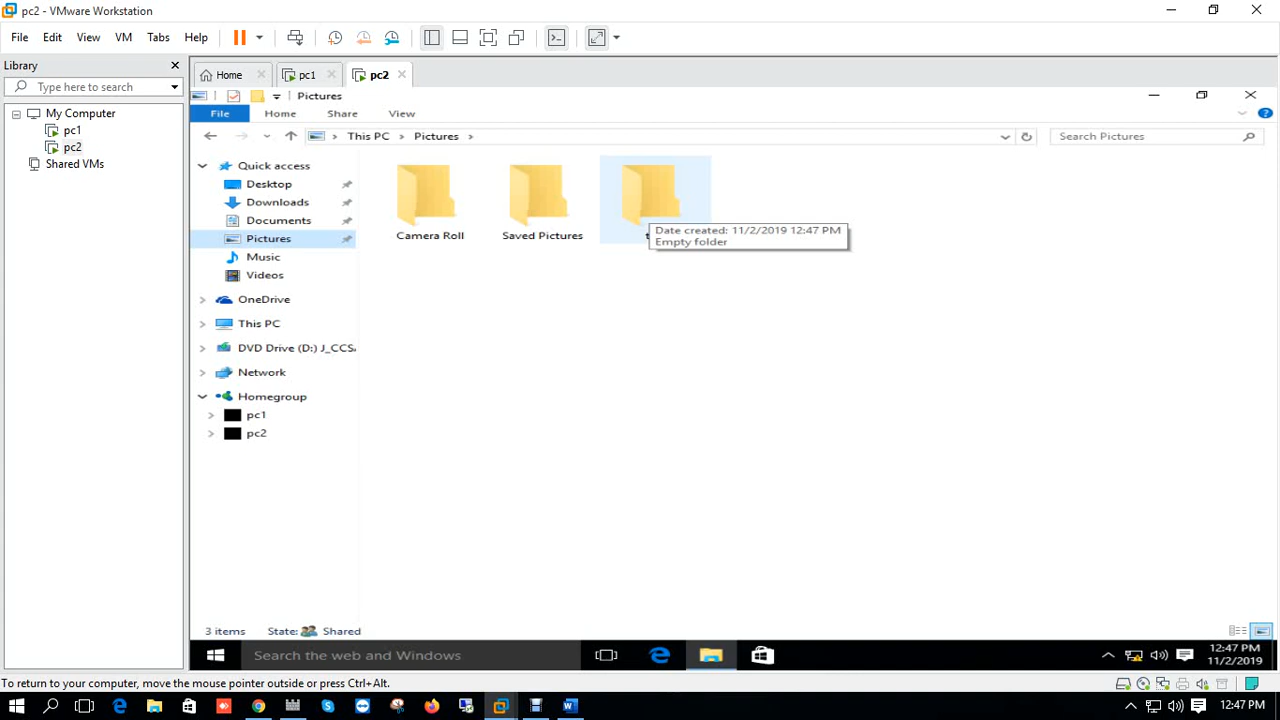 pc2 - VMware Workstation
File Edit View VM Tabs Help
Library
Type here to search
My Computer
pc1
pc2
Shared VMs
Home pc1 pc2
Pictures
File Home Share View
This PC Pictures
Search Pictures
Quick access
Desktop
Downloads
Documents
Pictures
Music
Videos
OneDrive
This PC
DVD Drive (D:) J_CCSA
Network
Homegroup
pc1
pc2
Camera Roll Saved Pictures
Date created: 11/2/2019 12:47 PM
Empty folder
3 items State: Shared
Search the web and Windows
12:47 PM
11/2/2019
To return to your computer, move the mouse pointer outside or press Ctrl+Alt.
12:47 PM